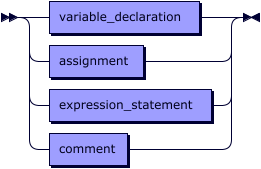 variable_declaration
assignment
expression_statement
comment